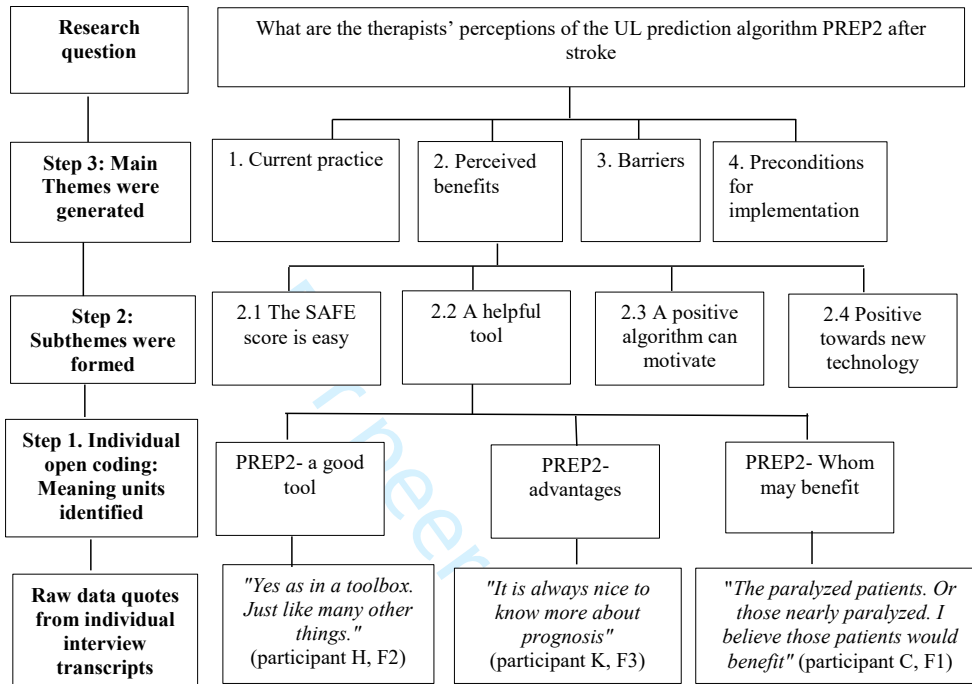 Research
question
What are the therapists’ perceptions of the UL prediction algorithm PREP2 after
stroke
Step 3: Main
Themes were
generated
1. Current practice
2. Perceived
benefits
3. Barriers
4. Preconditions
for
implementation
Step 2:
Subthemes were
formed
2.1 The SAFE
score is easy
2.2 A helpful
tool
2.3 A positive
algorithm can
motivate
2.4 Positive
towards new
technology
Step 1. Individual
open coding:
Meaning units
identified
PREP2- a good
tool
PREP2-
advantages
PREP2- Whom
may benefit
Raw data quotes
from individual
interview
transcripts
"Yes as in a toolbox.
Just like many other
things."
(participant H, F2)
"It is always nice to
know more about
prognosis"
(participant K, F3)
"The paralyzed patients. Or
those nearly paralyzed. I
believe those patients would
benefit" (participant C, F1)
r peer